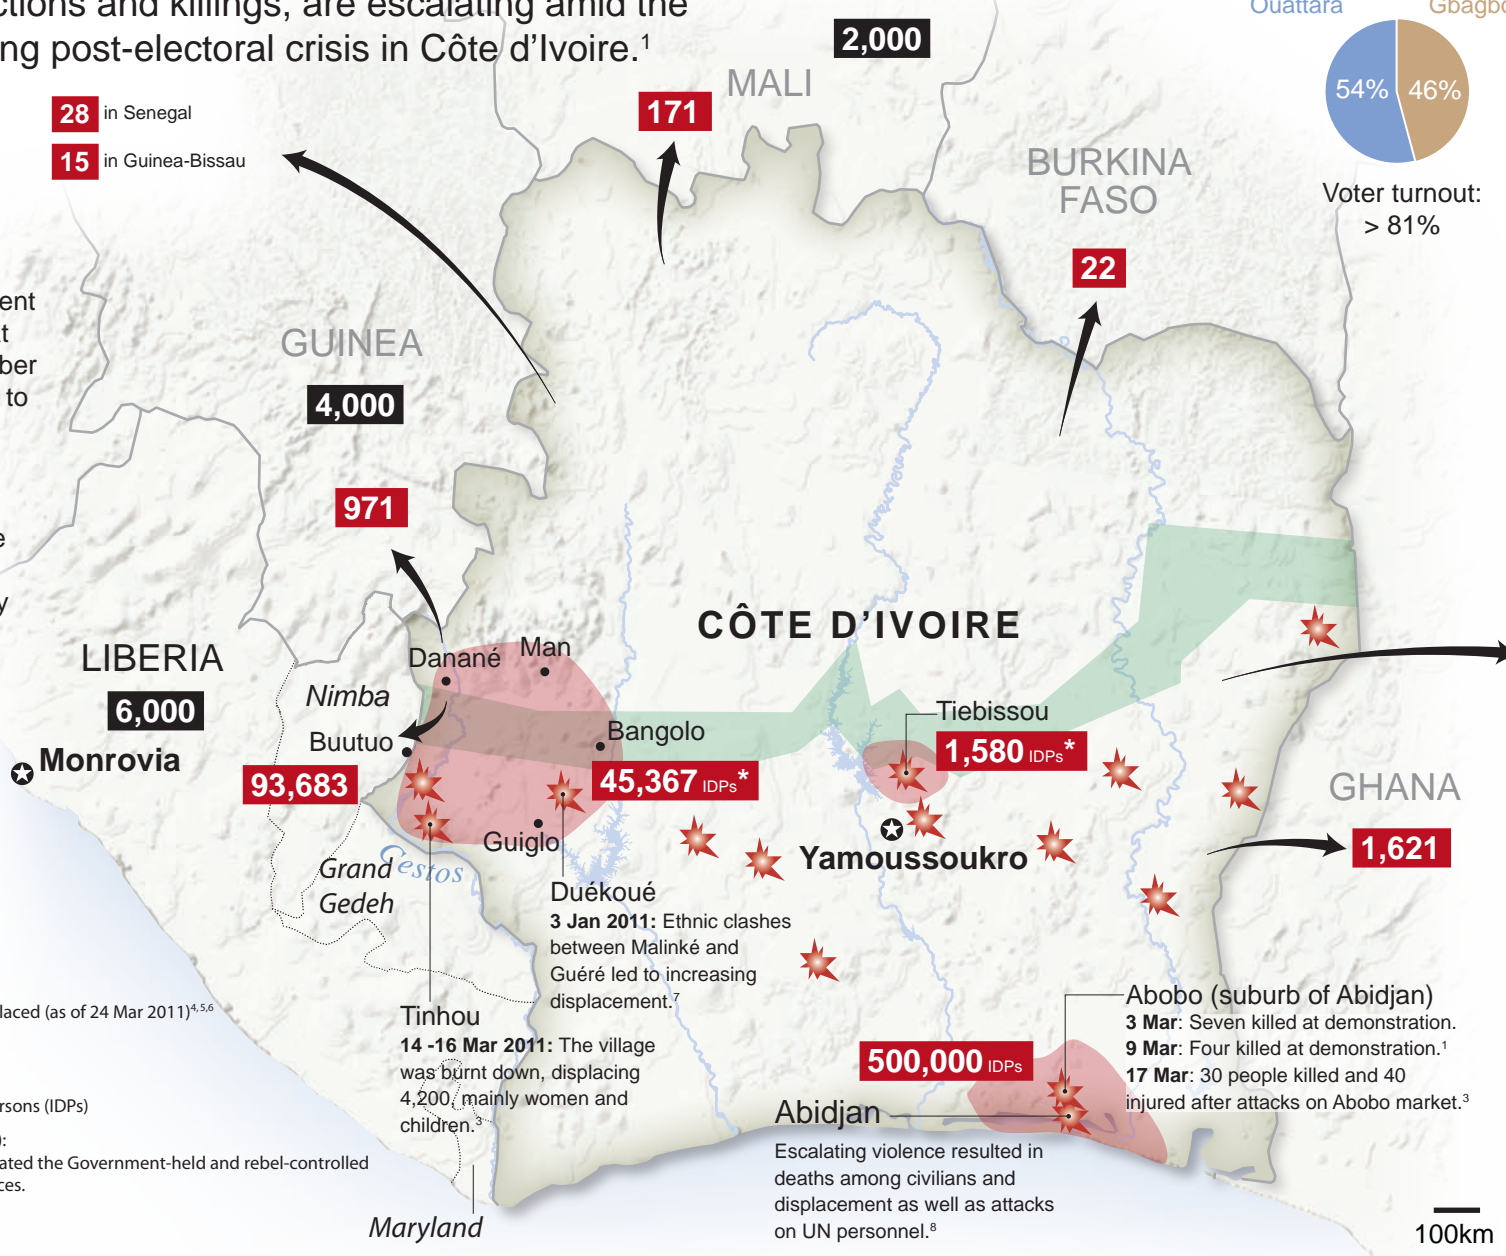 ctions and killings, are escalating amid the
ng post-electoral crisis in Côte d’Ivoire.1
Ouattara
Gbagbo
54%
46%
Voter turnout:
> 81%
28 in Senegal
15 in Guinea-Bissau
2,000
MALI
171
BURKINA
FASO
22
ent
t
ber
to
e
y
GUINEA
4,000
971
CÔTE D’IVOIRE
LIBERIA
6,000
Monrovia
Nimba
Danané
Man
Buutuo
93,683
Bangolo
45,367 IDPs*
Guiglo
Tiebissou
1,580 IDPs*
Yamoussoukro
GHANA
1,621
Grand
Gedeh
Cestos
Duékoué
3 Jan 2011: Ethnic clashes
between Malinké and
Guéré led to increasing
displacement.7
Tinhou
14 -16 Mar 2011: The village
was burnt down, displacing
4,200, mainly women and
children.3
laced (as of 24 Mar 2011)4,5,6
rsons (IDPs)
):
ated the Government-held and rebel-controlled
ces.
Maryland
500,000 IDPs
Abidjan
Escalating violence resulted in
deaths among civilians and
displacement as well as attacks
on UN personnel.8
Abobo (suburb of Abidjan)
3 Mar: Seven killed at demonstration.
9 Mar: Four killed at demonstration.1
17 Mar: 30 people killed and 40
injured after attacks on Abobo market.3
100km